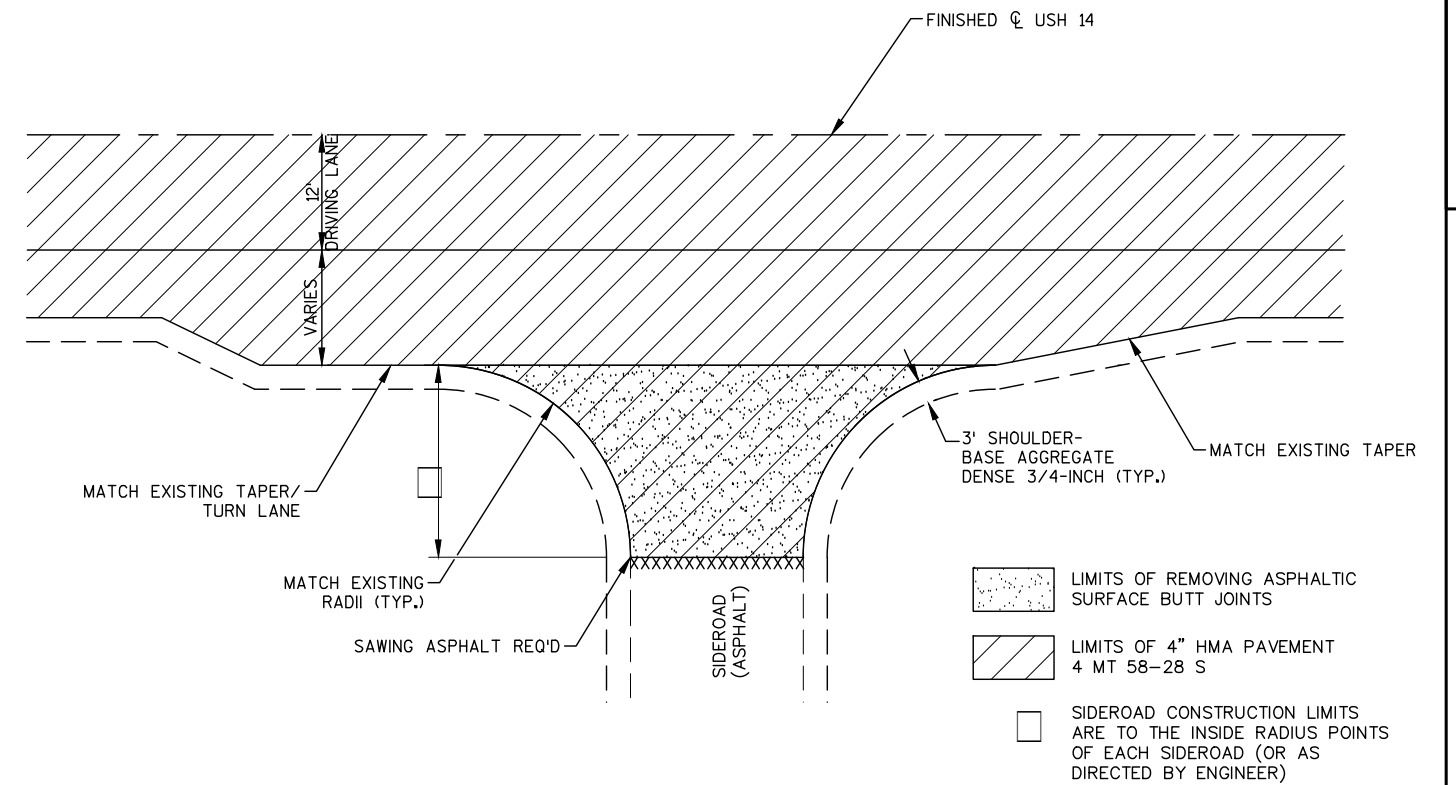 FINISHED ℄ USH 14
12'
DRIVING LANE
VARIES
MATCH EXISTING TAPER/
TURN LANE
3' SHOULDER-
BASE AGGREGATE
DENSE 3/4-INCH (TYP.)
MATCH EXISTING TAPER
MATCH EXISTING
RADII (TYP.)
SAWING ASPHALT REQ'D
XXXXXXXXXXXXXXXXX
SIDEROAD
(ASPHALT)
LIMITS OF REMOVING ASPHALTIC
SURFACE BUTT JOINTS
LIMITS OF 4" HMA PAVEMENT
4 MT 58-28 S
SIDEROAD CONSTRUCTION LIMITS
ARE TO THE INSIDE RADIUS POINTS
OF EACH SIDEROAD (OR AS
DIRECTED BY ENGINEER)